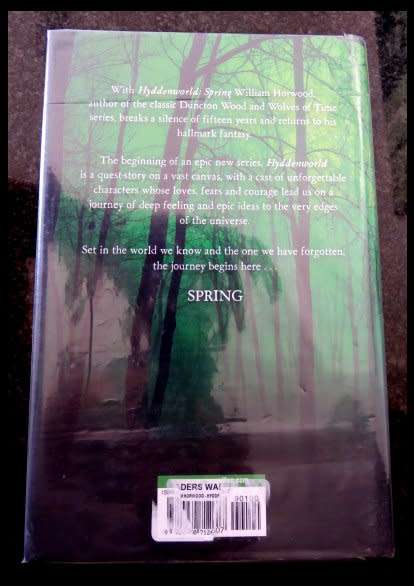 With Hyddenworld: Spring William Horwood,
author of the classic Duncton Wood and Wolves of Time
series, breaks a silence of fifteen years and returns to his
hallmark fantasy.
The beginning of an epic new series, Hyddenworld
is a quest-story on a vast canvas, with a cast of unforgettable
characters whose loves, fears and courage lead us on a
journey of deep feeling and epic ideas to the very edges
of the universe.
Set in the world we know and the one we have forgotten,
the journey begins here . . .
SPRING
DERS WA
90100